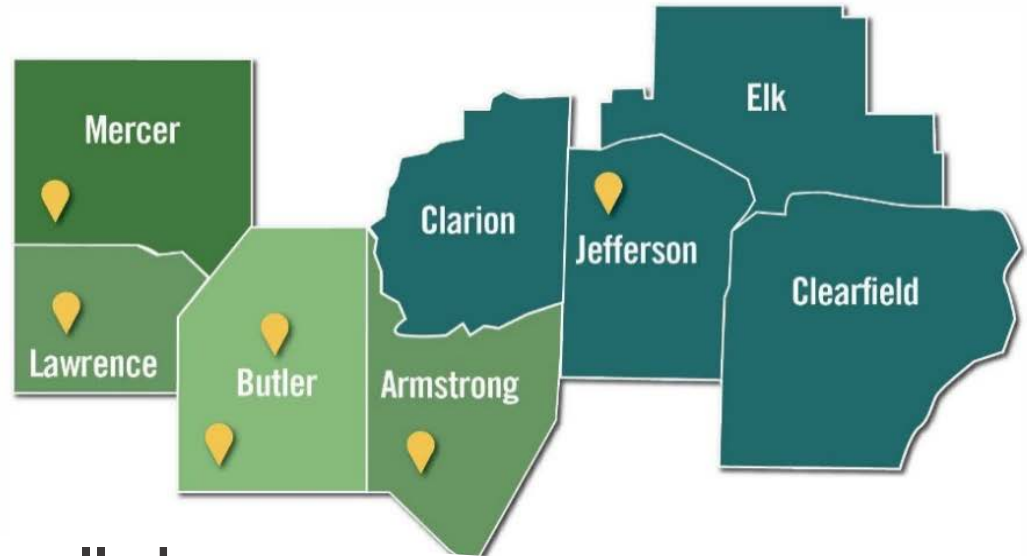 Mercer
Elk
Clarion
Jefferson
Clearfield
Lawrence
Butler
Armstrong